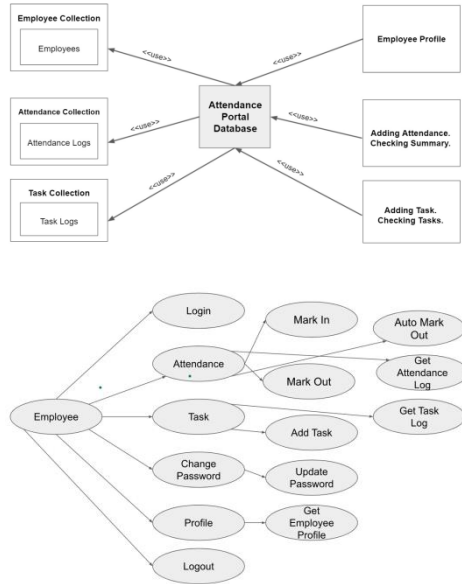 Employee Collection
Employees
<<use>>
<<use>>
Employee Profile
Attendance
Portal
Database
Attendance Collection
Attendance Logs
<<use>>
<<use>>
Adding Attendance.
Checking Summary.
Task Collection
Task Logs
<<use>>
<<use>>
Adding Task.
Checking Tasks.
Login
Mark In
Auto Mark
Out
Attendance
Get
Attendance
Log
Mark Out
Employee
Task
Get Task
Log
Add Task
Change
Password
Update
Password
Profile
Get
Employee
Profile
Logout